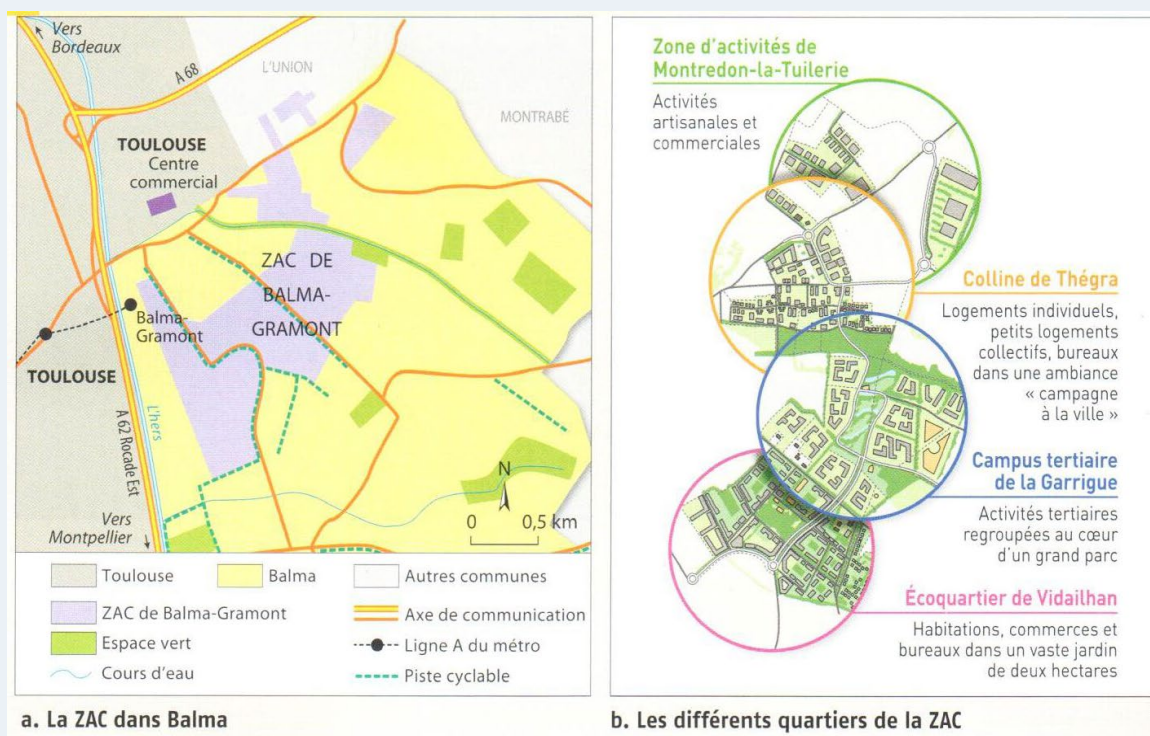 Vers
Bordeaux
A 68
L'UNION
MONTRABÉ
TOULOUSE
Centre
commercial
ZAC DE
BALMA-
GRAMONT
Balma-
Gramont
TOULOUSE
A 62 Rocade Est
L'hers
Vers
Montpellier
N
0 0,5 km
Toulouse
Balma
Autres communes
ZAC de Balma-Gramont
Axe de communication
Espace vert
Ligne A du métro
Cours d'eau
Piste cyclable
a. La ZAC dans Balma
Zone d'activités de
Montredon-la-Tuilerie
Activités
artisanales et
commerciales
Colline de Thégra
Logements individuels,
petits logements
collectifs, bureaux
dans une ambiance
« campagne
à la ville »
Campus tertiaire
de la Garrigue
Activités tertiaires
regroupées au cœur
d'un grand parc
Écoquartier de Vidailhan
Habitations, commerces et
bureaux dans un vaste jardin
de deux hectares
b. Les différents quartiers de la ZAC